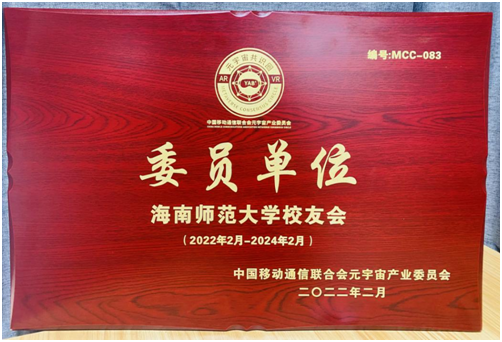 编号:MCC-083
元宇宙共识圈
AR
VR
YAB
中国移动通信联合会元宇宙产业委员会
委员单位
海南师范大学校友会
(2022年2月-2024年2月)
中国移动通信联合会元宇宙产业委员会
二〇二二年二月